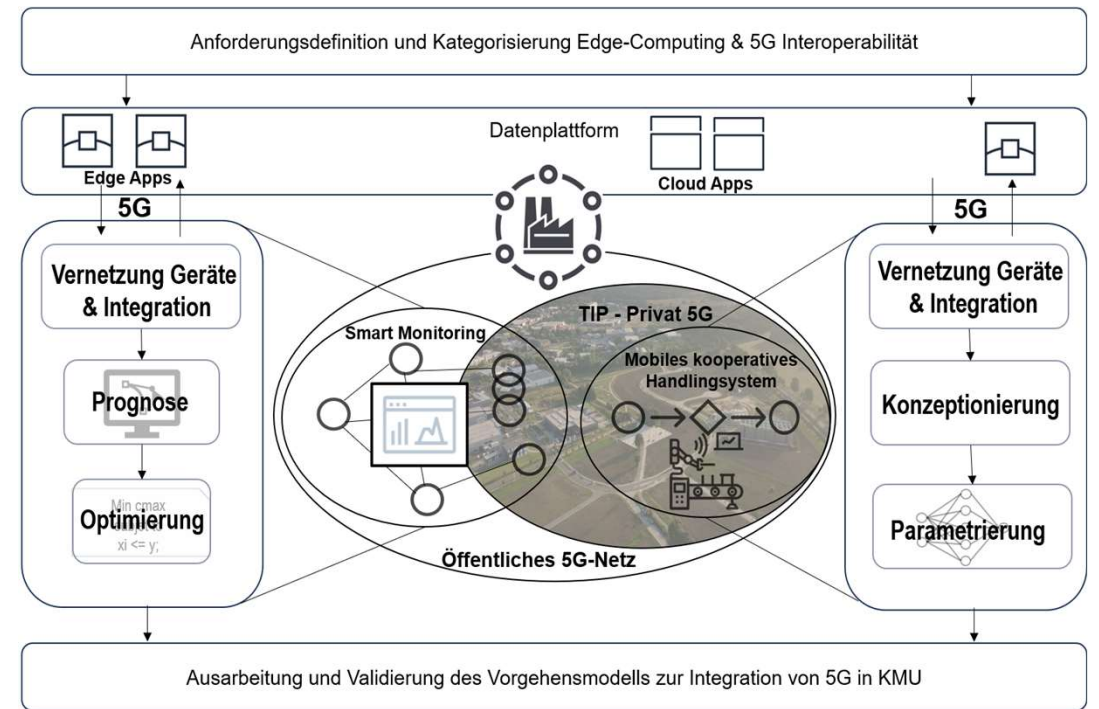 Anforderungsdefinition und Kategorisierung Edge-Computing & 5G Interoperabilität
Datenplattform
Edge Apps
Cloud Apps
5G
5G
Vernetzung Geräte
& Integration
Prognose
Optimierung
Min cmax
xi <= y;
Smart Monitoring
TIP - Privat 5G
Mobiles kooperatives
Handlingsystem
Öffentliches 5G-Netz
Vernetzung Geräte
& Integration
Konzeptionierung
Parametrierung
Ausarbeitung und Validierung des Vorgehensmodells zur Integration von 5G in KMU